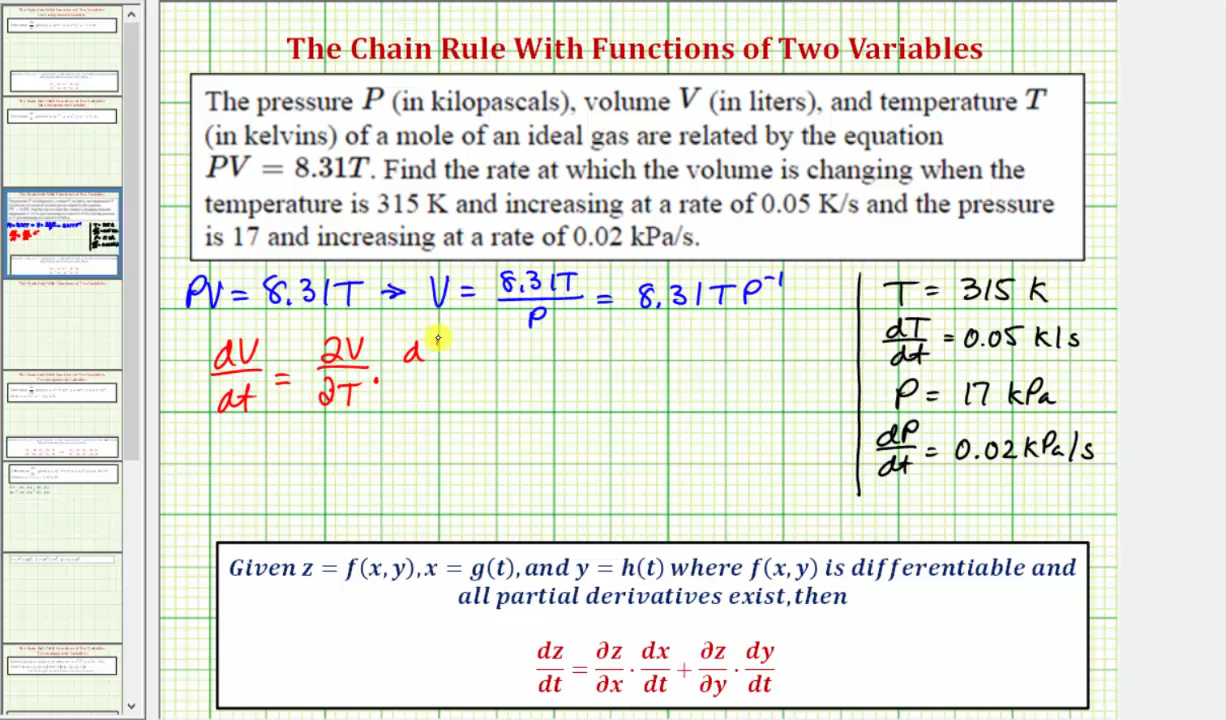 The Chain Rule With Functions of Two Variables
The pressure P (in kilopascals), volume V (in liters), and temperature T
(in kelvins) of a mole of an ideal gas are related by the equation
PV = 8.31T. Find the rate at which the volume is changing when the
temperature is 315 K and increasing at a rate of 0.05 K/s and the pressure
is 17 and increasing at a rate of 0.02 kPa/s.
PV = 8.31T → V = 8.31T/P = 8.31TP⁻¹
dV/dt = ∂V/∂T · d
T = 315 K
dT/dt = 0.05 K/s
P = 17 kPa
dP/dt = 0.02 kPa/s
Given z = f(x, y), x = g(t), and y = h(t) where f(x, y) is differentiable and
all partial derivatives exist, then
dz/dt = ∂z/∂x · dx/dt + ∂z/∂y · dy/dt